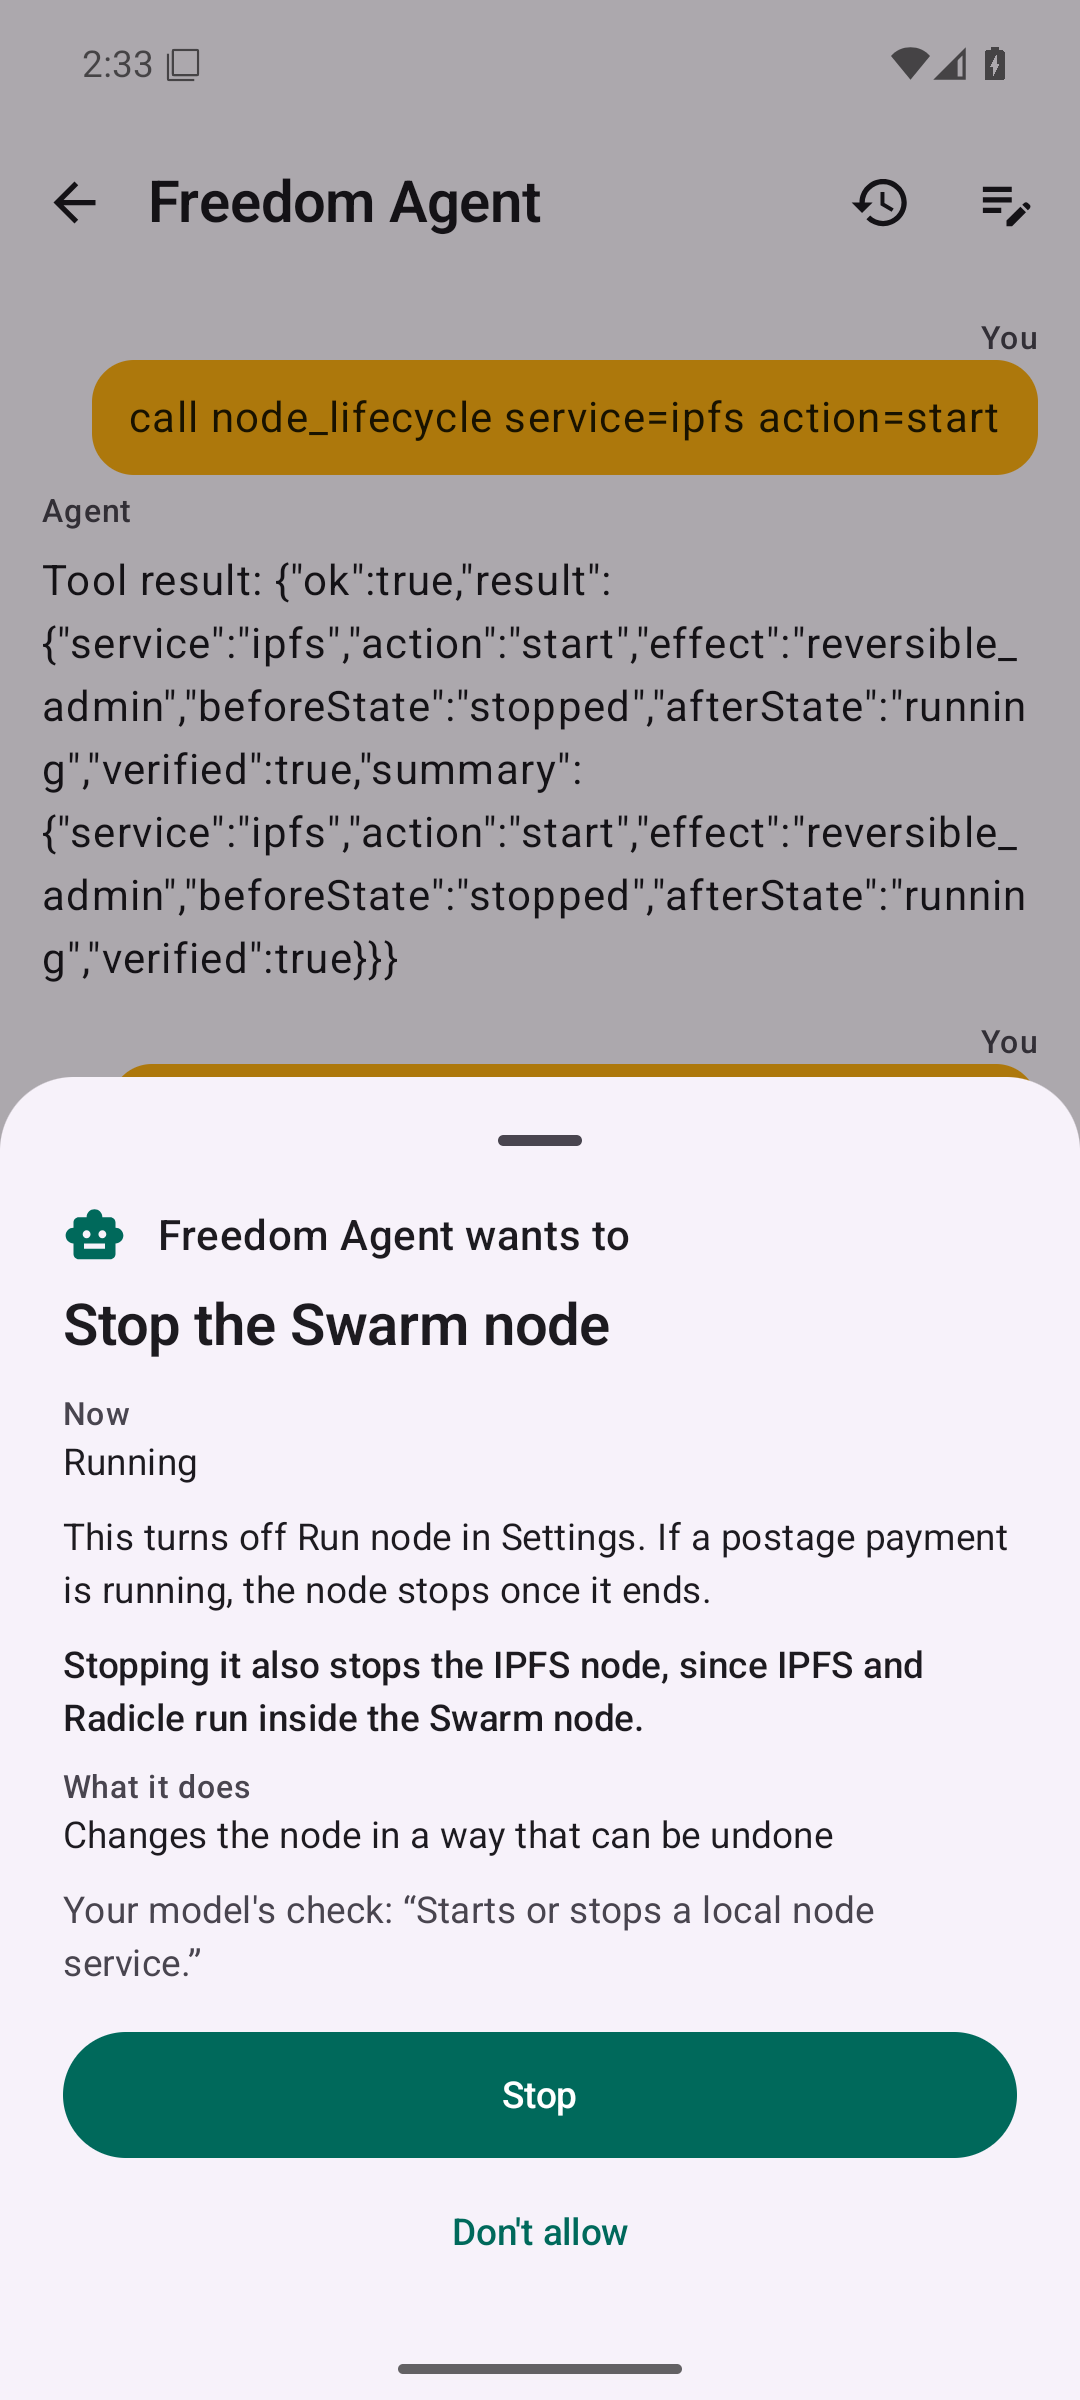 2:33
Freedom Agent
You
call node_lifecycle service=ipfs action=start
Agent
Tool result: {"ok":true,"result":
{"service":"ipfs","action":"start","effect":"reversible_
admin","beforeState":"stopped","afterState":"runnin
g","verified":true,"summary":
{"service":"ipfs","action":"start","effect":"reversible_
admin","beforeState":"stopped","afterState":"runnin
g","verified":true}}}
You
Freedom Agent wants to
Stop the Swarm node
Now
Running
This turns off Run node in Settings. If a postage payment
is running, the node stops once it ends.
Stopping it also stops the IPFS node, since IPFS and
Radicle run inside the Swarm node.
What it does
Changes the node in a way that can be undone
Your model's check: “Starts or stops a local node
service.”
Stop
Don't allow